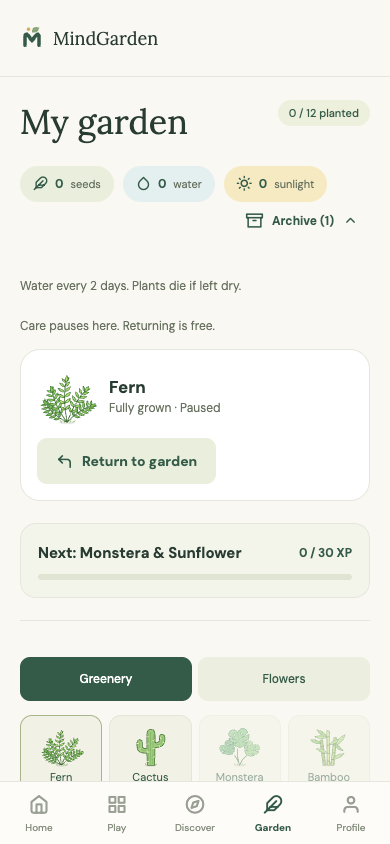 MindGarden
My garden
0 / 12 planted
0 seeds
0 water
0 sunlight
Archive (1)
Water every 2 days. Plants die if left dry.
Care pauses here. Returning is free.
Fern
Fully grown · Paused
Return to garden
Next: Monstera & Sunflower
0 / 30 XP
Greenery
Flowers
Fern
Cactus
Monstera
Bamboo
Home
Play
Discover
Garden
Profile